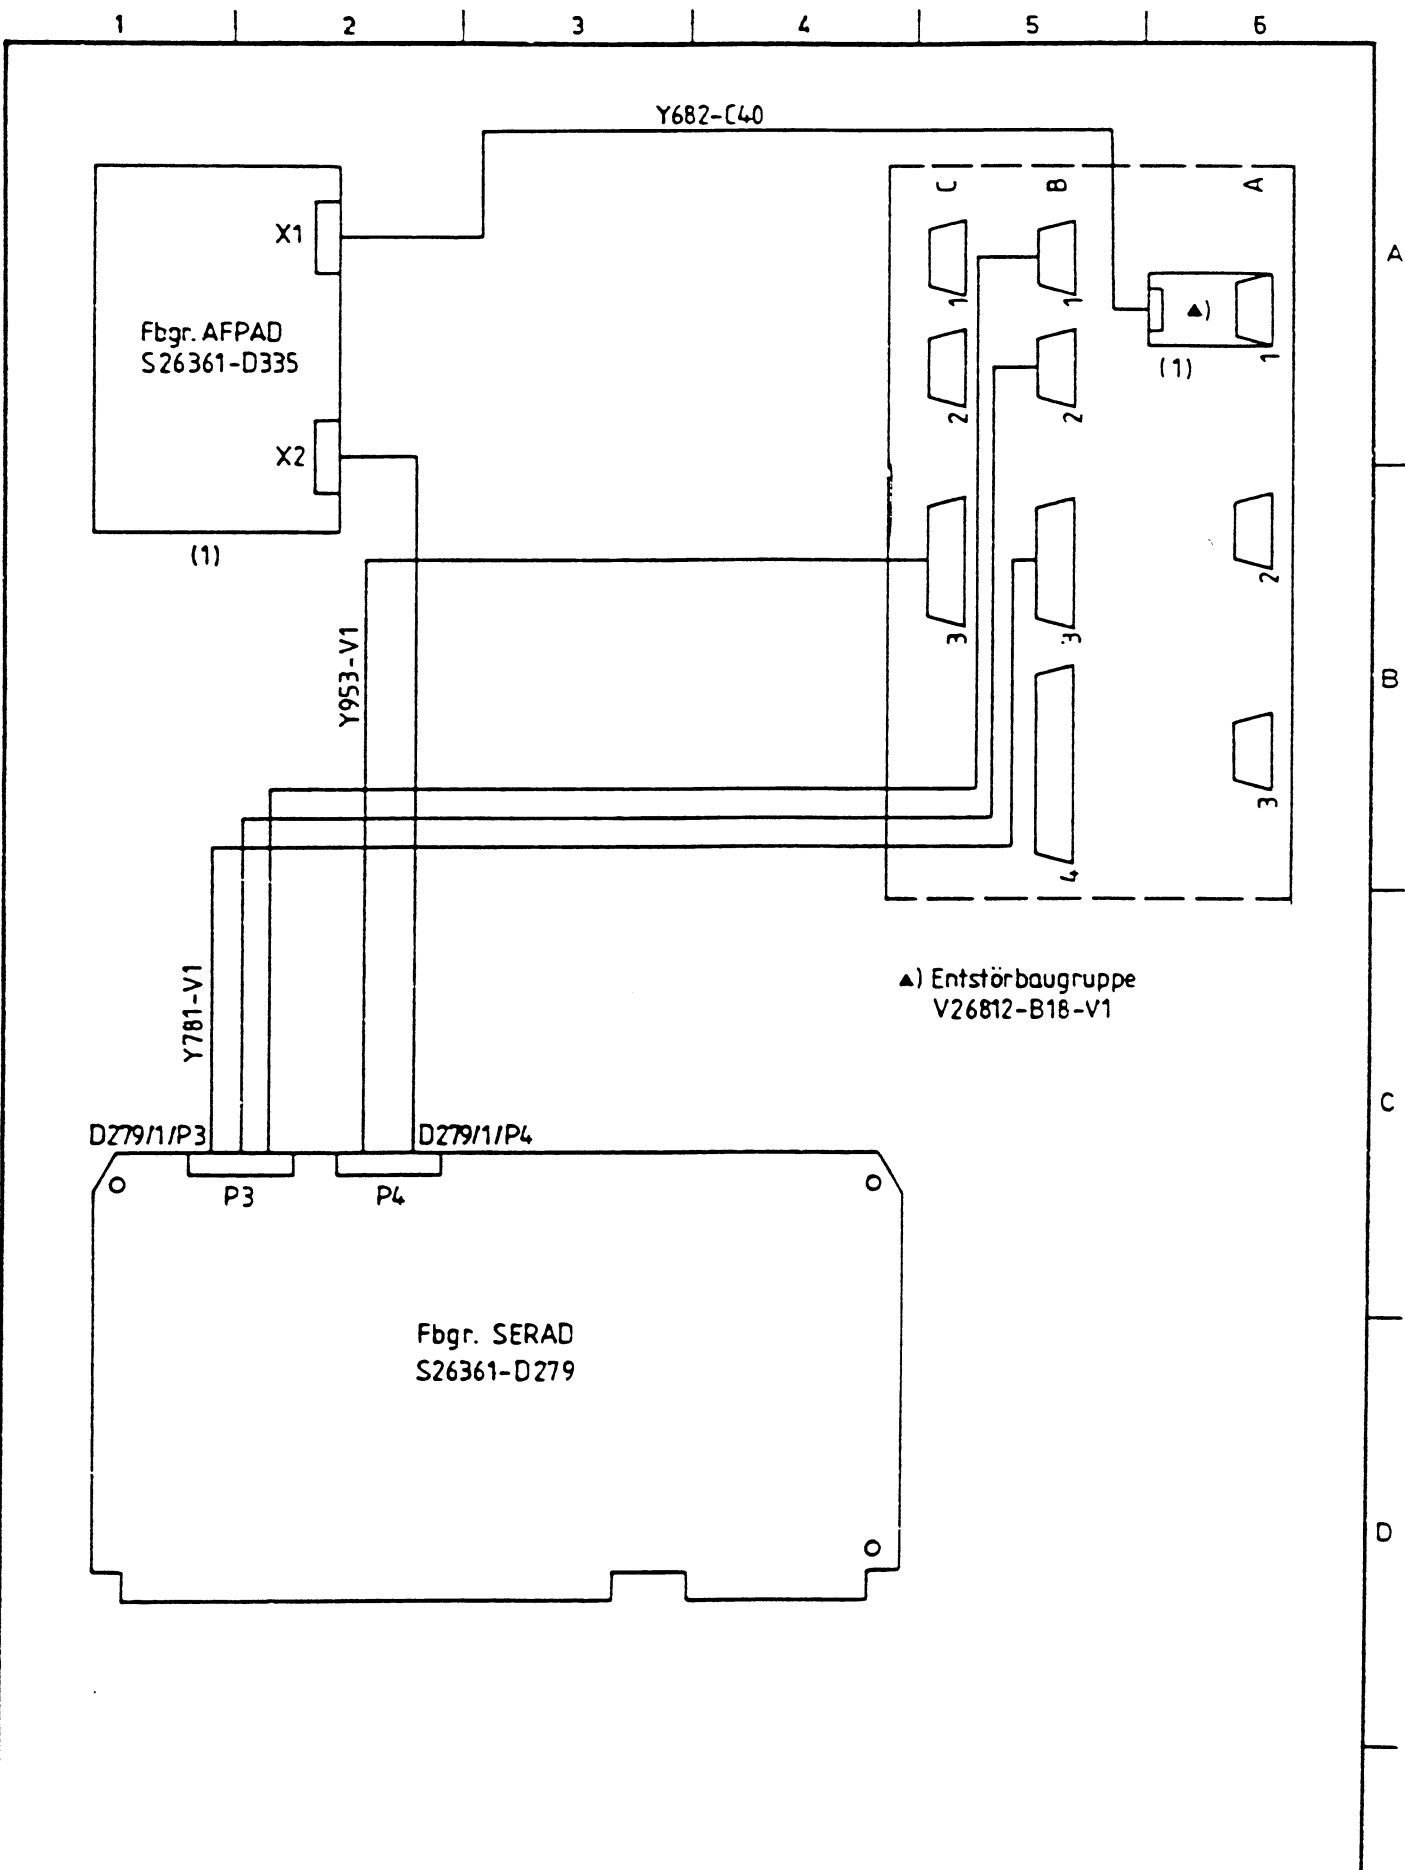 1 2 3 4 5 6
Y682-C40
C B A
X1
1 1
Fbgr. AFPAD
S26361-D335
▲)
(1)
1
2 2
X2
(1)
2
3 3
Y953-V1
3
4
A
B
C
D
▲) Entstörbaugruppe
V26812-B18-V1
Y781-V1
D279/1/P3 D279/1/P4
P3 P4
Fbgr. SERAD
S26361-D279